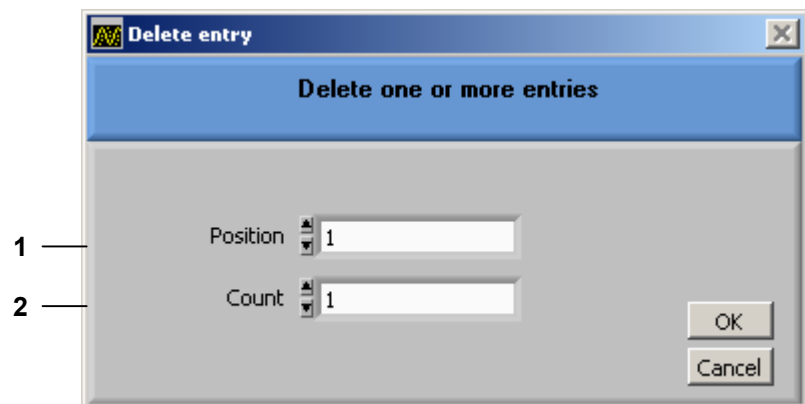 Delete entry
Delete one or more entries
1 Position 1
2 Count 1
OK
Cancel